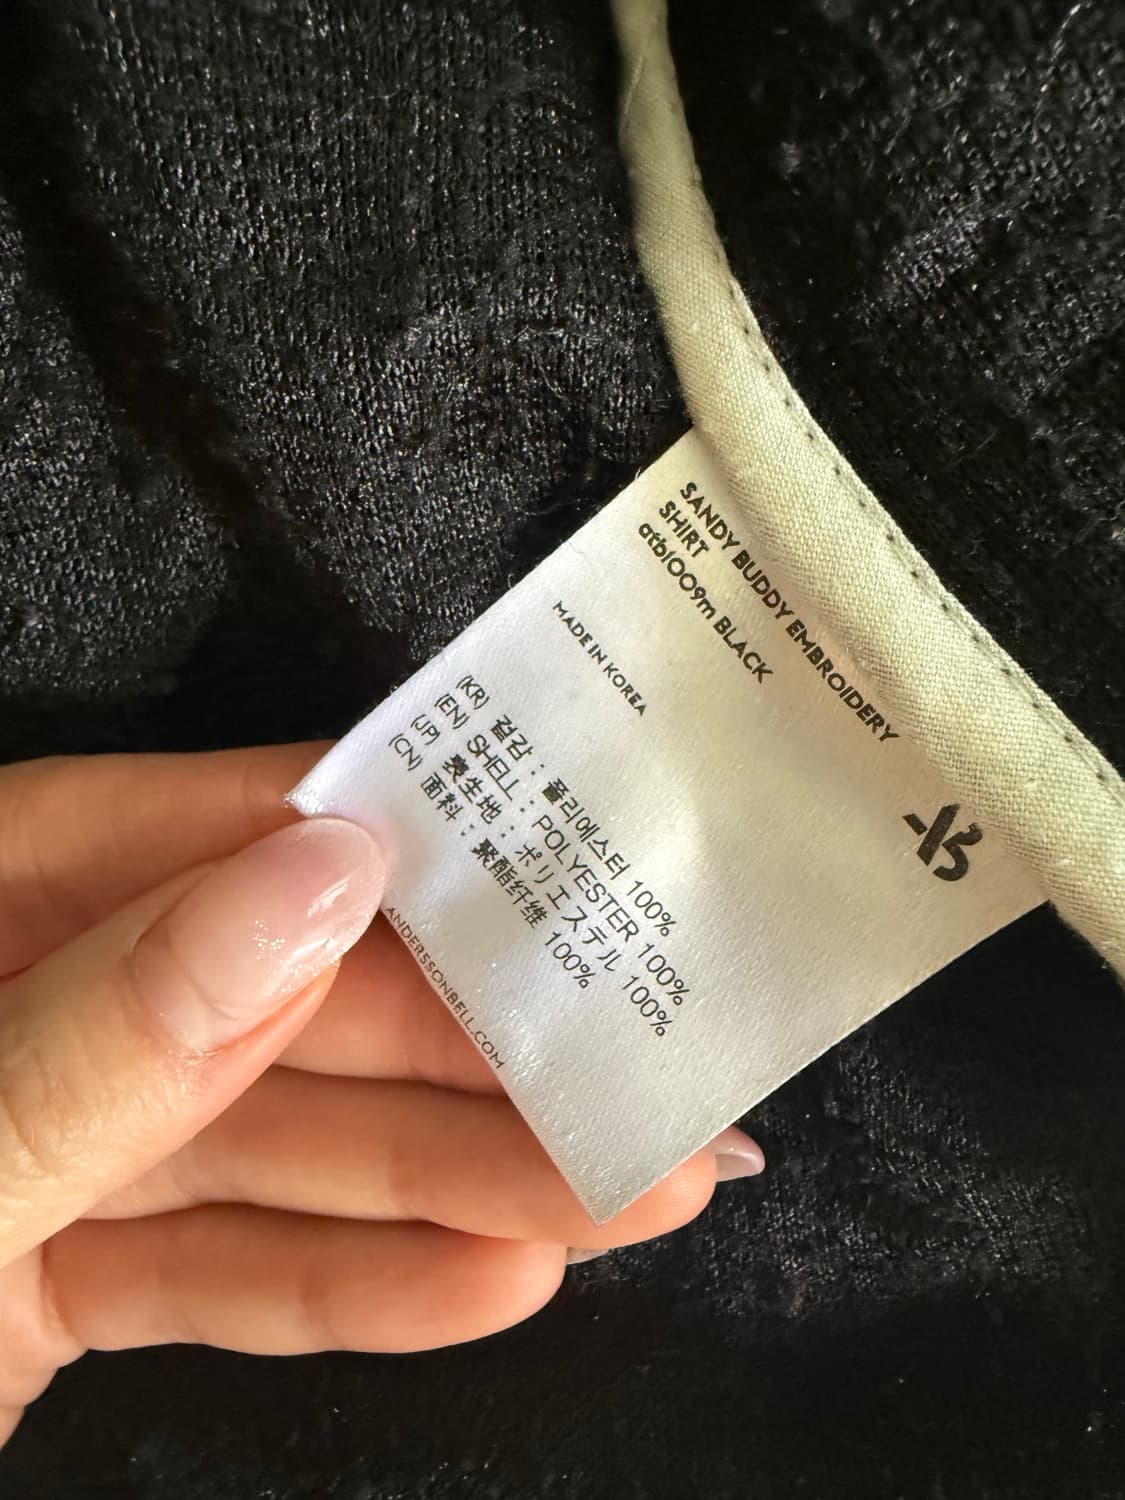 SANDY BUDDY EMBROIDERY
SHIRT
atb1009m BLACK
MADE IN KOREA
(KR) 겉감 : 폴리에스터 100%
(EN) SHELL : POLYESTER 100%
(JP) 表生地 : ポリエステル 100%
(CN) 面料 : 聚酯纤维 100%
ANDERSSONBELL.COM